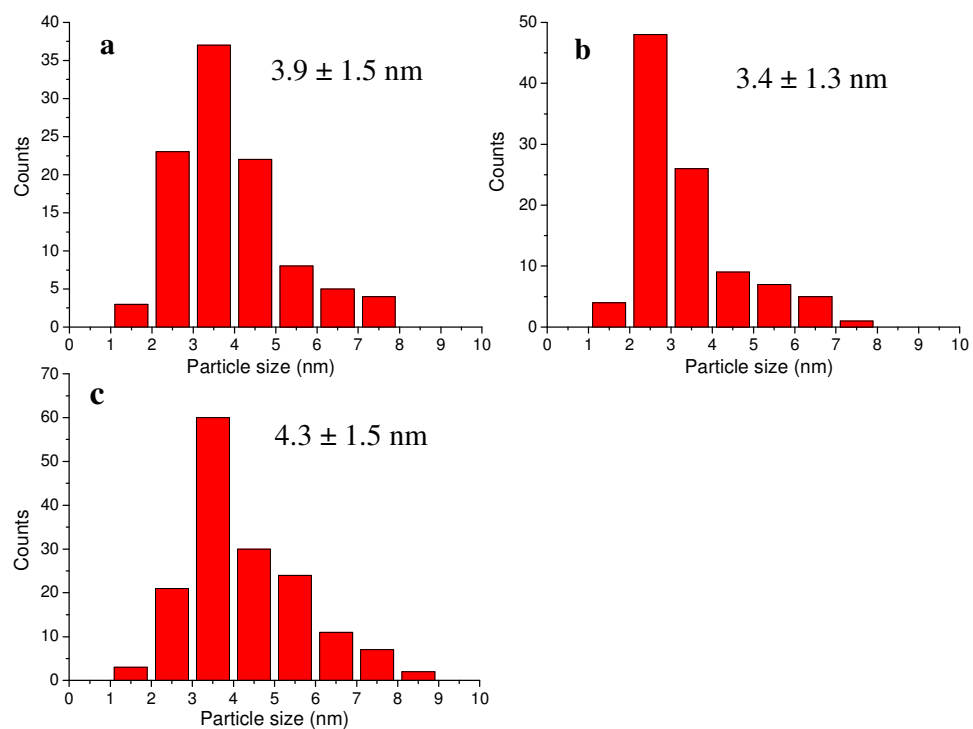 a
3.9 ± 1.5 nm
Counts
40
35
30
25
20
15
10
5
0
0 1 2 3 4 5 6 7 8 9 10
Particle size (nm)
b
3.4 ± 1.3 nm
Counts
50
40
30
20
10
0
0 1 2 3 4 5 6 7 8 9 10
Particle size (nm)
c
4.3 ± 1.5 nm
Counts
70
60
50
40
30
20
10
0
0 1 2 3 4 5 6 7 8 9 10
Particle size (nm)